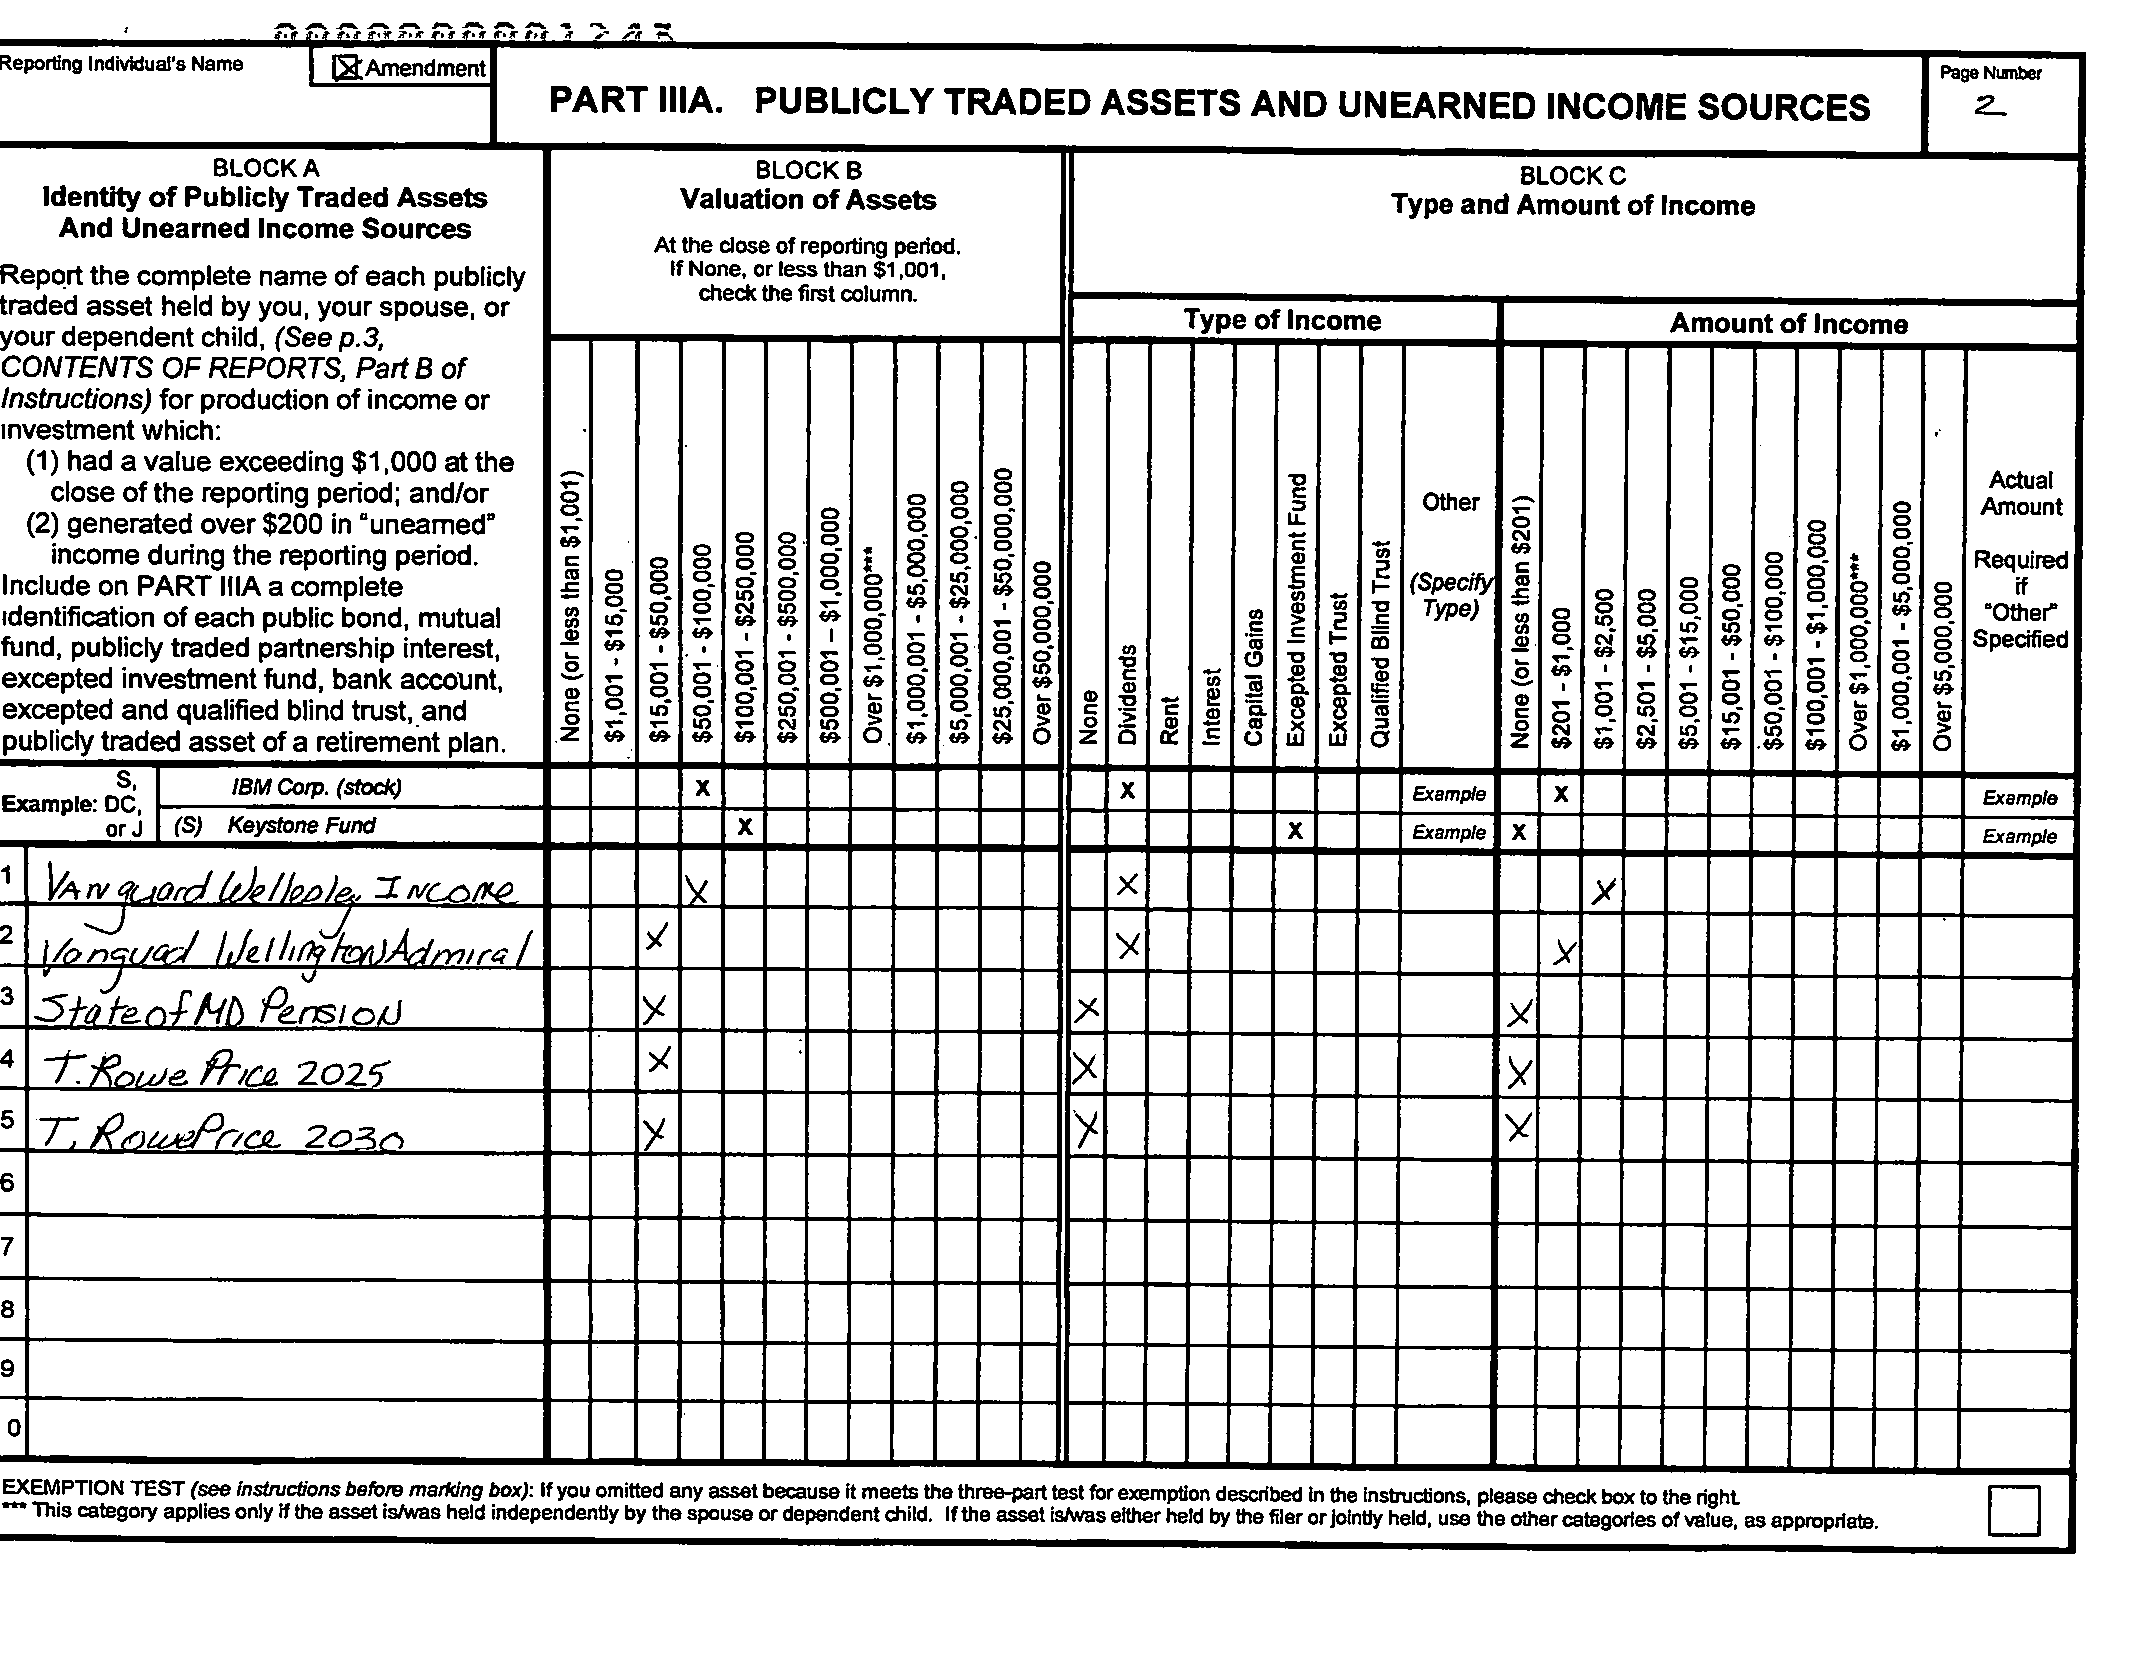 Reporting Individual's Name
Amendment
PART IIIA. PUBLICLY TRADED ASSETS AND UNEARNED INCOME SOURCES
Page Number
2
BLOCK A
Identity of Publicly Traded Assets
And Unearned Income Sources
Report the complete name of each publicly
traded asset held by you, your spouse, or
your dependent child, (See p.3,
CONTENTS OF REPORTS, Part B of
Instructions) for production of income or
investment which:
(1) had a value exceeding $1,000 at the
close of the reporting period; and/or
(2) generated over $200 in "unearned"
income during the reporting period.
Include on PART IIIA a complete
identification of each public bond, mutual
fund, publicly traded partnership interest,
excepted investment fund, bank account,
excepted and qualified blind trust, and
publicly traded asset of a retirement plan.
BLOCK B
Valuation of Assets
At the close of reporting period.
If None, or less than $1,001,
check the first column.
None (or less than $1,001)
$1,001 - $15,000
$15,001 - $50,000
$50,001 - $100,000
$100,001 - $250,000
$250,001 - $500,000
$500,001 – $1,000,000
Over $1,000,000***
$1,000,001 - $5,000,000
$5,000,001 - $25,000,000
$25,000,001 - $50,000,000
Over $50,000,000
BLOCK C
Type and Amount of Income
Type of Income
None
Dividends
Rent
Interest
Capital Gains
Excepted Investment Fund
Excepted Trust
Qualified Blind Trust
Other
(Specify
Type)
Amount of Income
None (or less than $201)
$201 - $1,000
$1,001 - $2,500
$2,501 - $5,000
$5,001 - $15,000
$15,001 - $50,000
$50,001 - $100,000
$100,001 - $1,000,000
Over $1,000,000***
$1,000,001 - $5,000,000
Over $5,000,000
Actual
Amount
Required
if
"Other"
Specified
Example:
S,
DC,
or J
IBM Corp. (stock) X X Example X Example
(S) Keystone Fund X X Example X Example
1 Vanguard Wellesley Income X X X
2 Vanguad Wellington Admiral X X X
3 State of MD Pension X X X
4 T. Rowe Price 2025 X X X
5 T. Rowe Price 2030 X X X
6
7
8
9
0
EXEMPTION TEST (see instructions before marking box): If you omitted any asset because it meets the three-part test for exemption described in the instructions, please check box to the right.
*** This category applies only if the asset is/was held independently by the spouse or dependent child. If the asset is/was either held by the filer or jointly held, use the other categories of value, as appropriate.